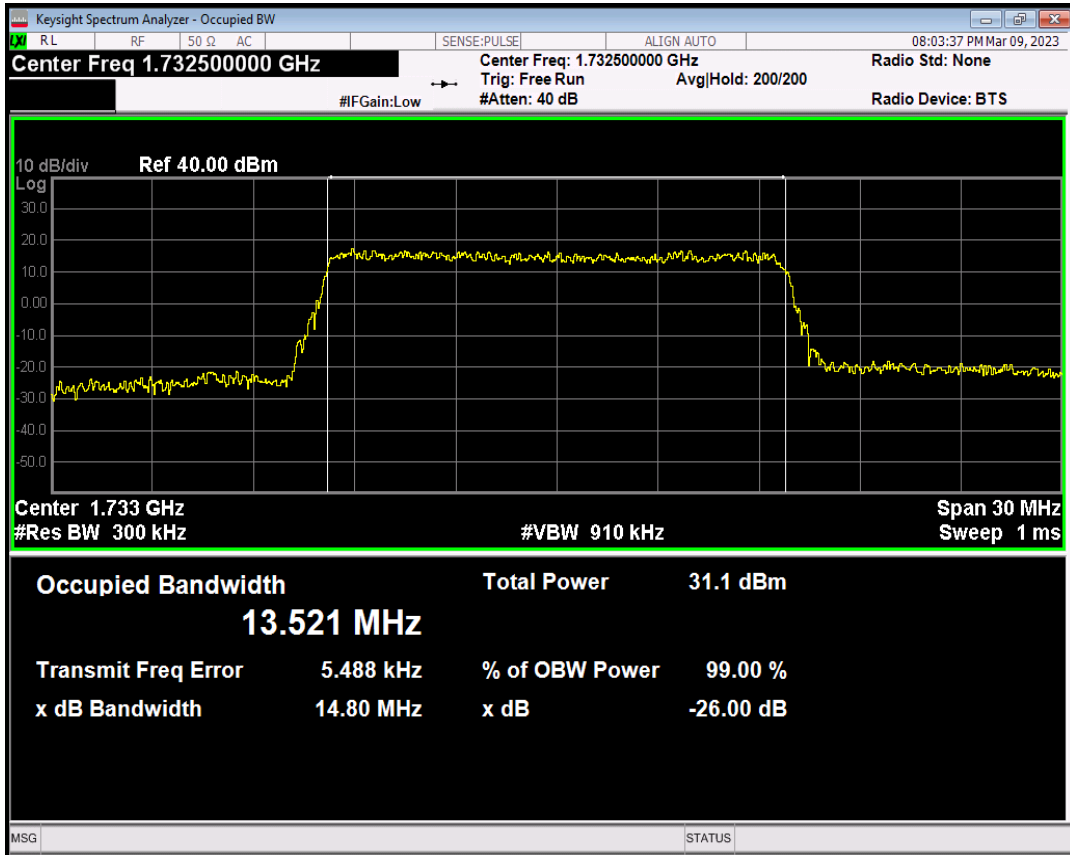 Keysight Spectrum Analyzer - Occupied BW
LXI RL RF 50 Ω AC SENSE:PULSE ALIGN AUTO 08:03:37 PM Mar 09, 2023
Center Freq 1.732500000 GHz Center Freq: 1.732500000 GHz Radio Std: None
Trig: Free Run Avg|Hold: 200/200
#IFGain:Low #Atten: 40 dB Radio Device: BTS
10 dB/div Ref 40.00 dBm
Log
30.0
20.0
10.0
0.00
-10.0
-20.0
-30.0
-40.0
-50.0
Center 1.733 GHz Span 30 MHz
#Res BW 300 kHz #VBW 910 kHz Sweep 1 ms
Occupied Bandwidth Total Power 31.1 dBm
13.521 MHz
Transmit Freq Error 5.488 kHz % of OBW Power 99.00 %
x dB Bandwidth 14.80 MHz x dB -26.00 dB
MSG STATUS